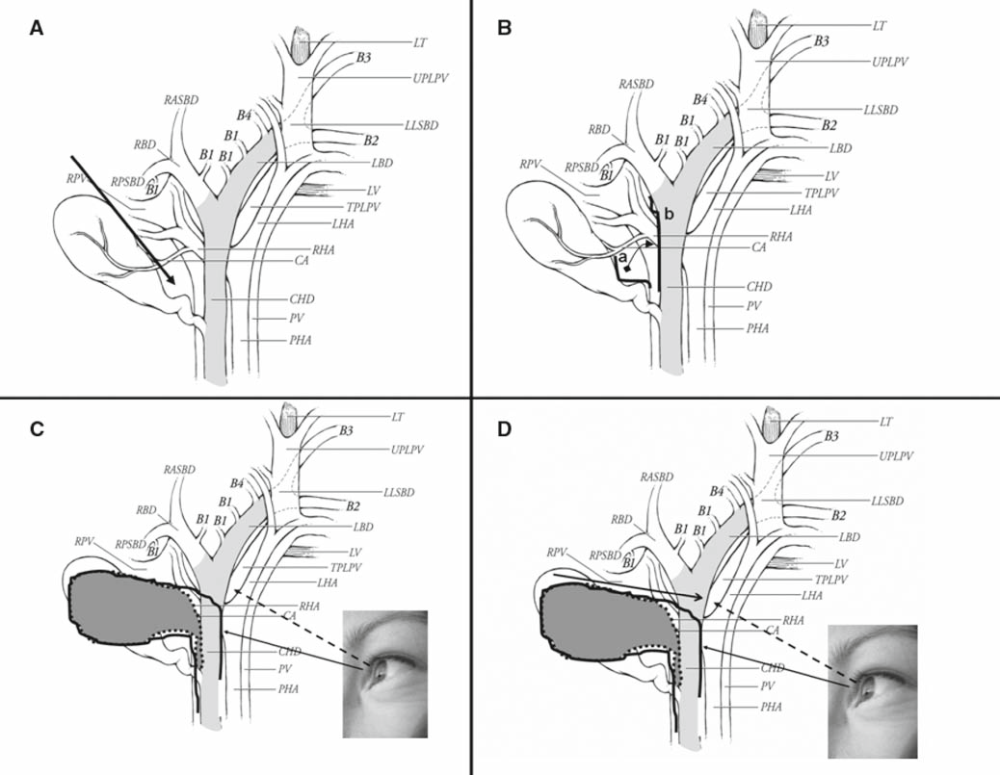 A
LT
B3
UPLPV
RASBD
B4
LLSBD
B1
RBD
B1
B1
B2
LBD
RPV
RPSBD
B1
LV
TPLPV
LHA
RHA
CA
CHD
PV
PHA
B
LT
B3
UPLPV
RASBD
B4
LLSBD
B1
RBD
B1
B1
B2
LBD
RPV
RPSBD
B1
LV
TPLPV
LHA
b
RHA
CA
a
CHD
PV
PHA
C
LT
B3
UPLPV
RASBD
B4
LLSBD
B1
RBD
B1
B1
B2
LBD
RPV
RPSBD
B1
LV
TPLPV
LHA
RHA
CA
CHD
PV
PHA
D
LT
B3
UPLPV
RASBD
B4
LLSBD
B1
RBD
B1
B1
B2
LBD
RPV
RPSBD
B1
LV
TPLPV
LHA
RHA
CA
CHD
PV
PHA